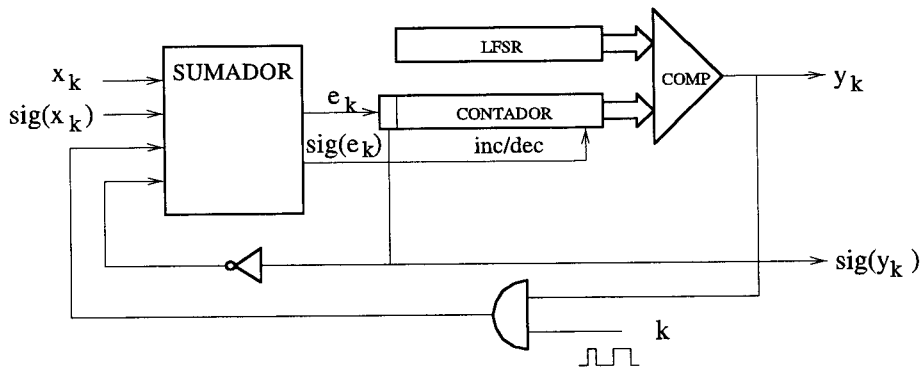 LFSR
SUMADOR
COMP
x_k
y_k
e_k
CONTADOR
sig(x_k)
sig(e_k)
inc/dec
sig(y_k)
k